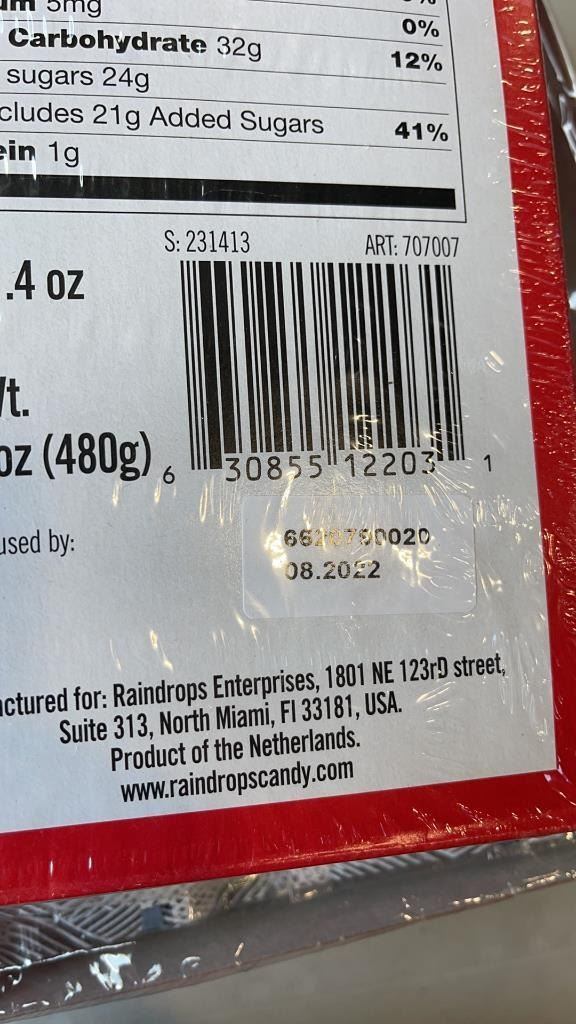 5mg
0%
Carbohydrate 32g 12%
sugars 24g
cludes 21g Added Sugars 41%
ein 1g
S: 231413 ART: 707007
.4 oz
t.
oz (480g)
6 30855 12203 1
used by:
6620790020
08.2022
ctured for: Raindrops Enterprises, 1801 NE 123rD street,
Suite 313, North Miami, Fl 33181, USA.
Product of the Netherlands.
www.raindropscandy.com